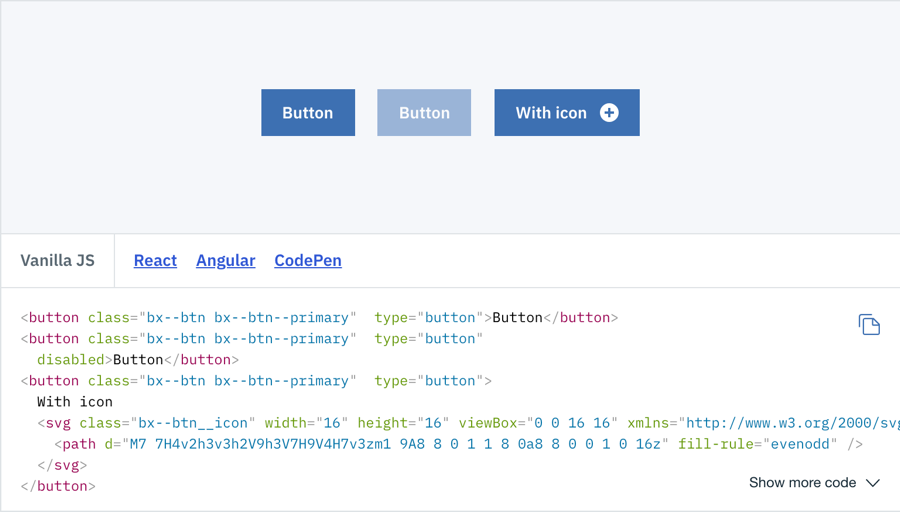 Button Button With icon
Vanilla JS React Angular CodePen
<button class="bx--btn bx--btn--primary"  type="button">Button</button>
<button class="bx--btn bx--btn--primary"  type="button"
  disabled>Button</button>
<button class="bx--btn bx--btn--primary"  type="button">
  With icon
  <svg class="bx--btn__icon" width="16" height="16" viewBox="0 0 16 16" xmlns="http://www.w3.org/2000/svg
    <path d="M7 7H4v2h3v3h2V9h3V7H9V4H7v3zm1 9A8 8 0 1 1 8 0a8 8 0 0 1 0 16z" fill-rule="evenodd" />
  </svg>
</button>
Show more code